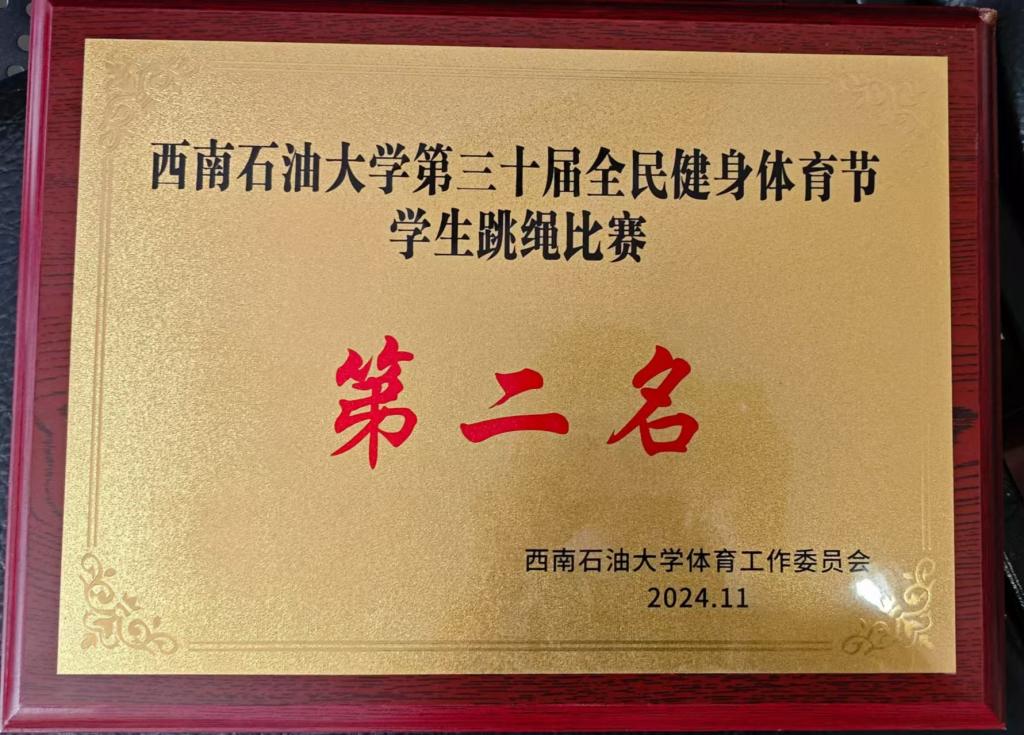 西南石油大学第三十届全民健身体育节
学生跳绳比赛
第二名
西南石油大学体育工作委员会
2024.11